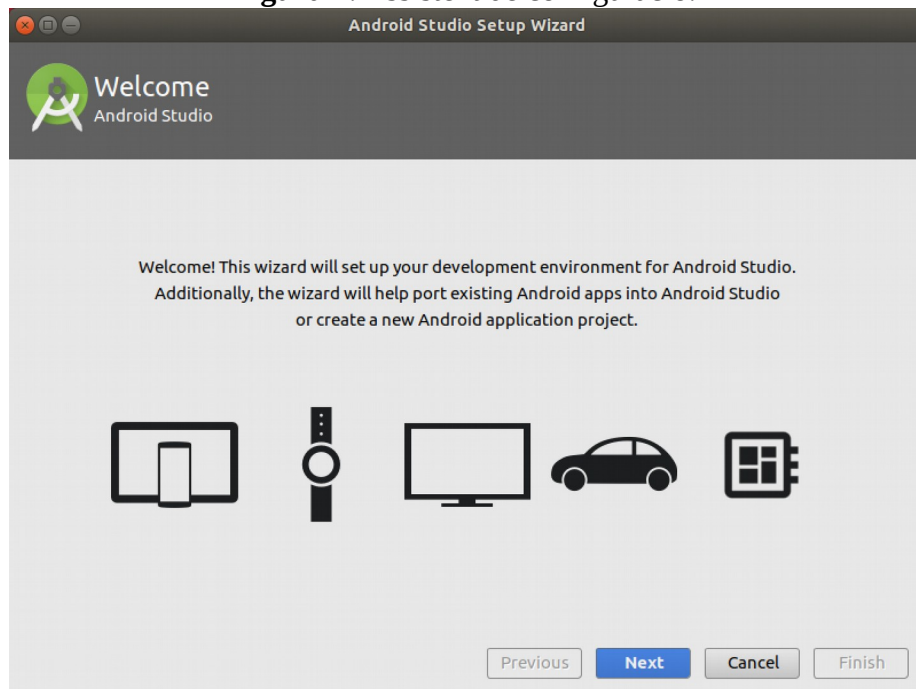 Android Studio Setup Wizard
Welcome
Android Studio
Welcome! This wizard will set up your development environment for Android Studio.
Additionally, the wizard will help port existing Android apps into Android Studio
or create a new Android application project.
Previous
Next
Cancel
Finish